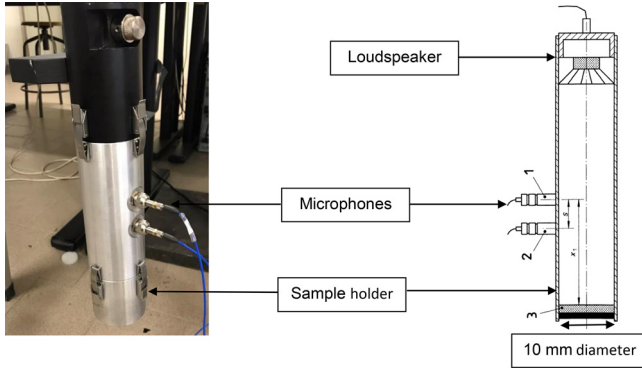 Loudspeaker
1
Microphones
s
2
x₁
Sample holder
3
10 mm diameter